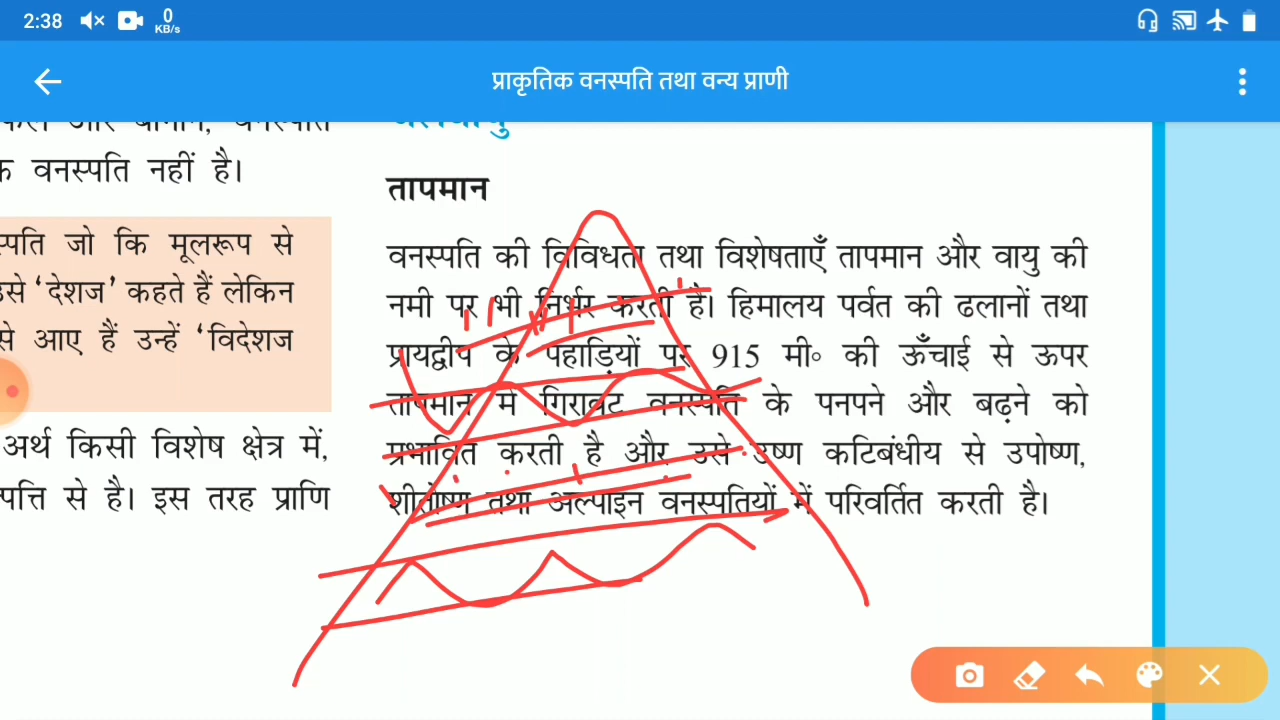 2:38
0
KB/s
प्राकृतिक वनस्पति तथा वन्य प्राणी
वनस्पति नहीं है।
स्पति जो कि मूलरूप से
उसे ‘देशज’ कहते हैं लेकिन
से आए हैं उन्हें ‘विदेशज
अर्थ किसी विशेष क्षेत्र में,
पत्ति से है। इस तरह प्राणि
तापमान
वनस्पति की विविधता तथा विशेषताएँ तापमान और वायु की
नमी पर भी निर्भर करती है। हिमालय पर्वत की ढलानों तथा
प्रायद्वीप के पहाड़ियों पर 915 मी॰ की ऊँचाई से ऊपर
तापमान में गिरावट वनस्पति के पनपने और बढ़ने को
प्रभावित करती है और उसे उष्ण कटिबंधीय से उपोष्ण,
शीतोष्ण तथा अल्पाइन वनस्पतियों में परिवर्तित करती है।